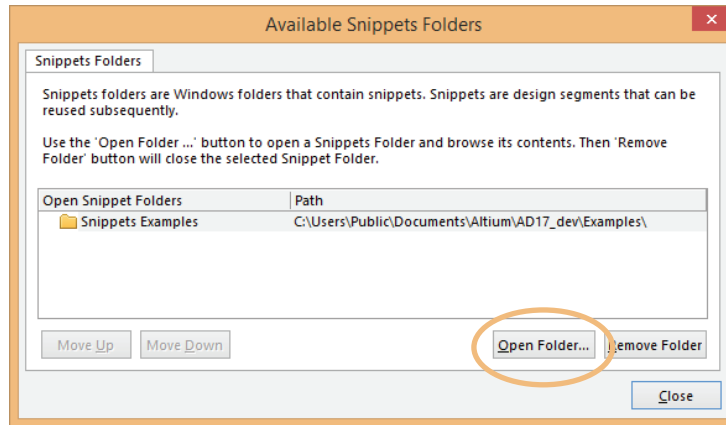 Available Snippets Folders
Snippets Folders
Snippets folders are Windows folders that contain snippets. Snippets are design segments that can be
reused subsequently.
Use the 'Open Folder ...' button to open a Snippets Folder and browse its contents. Then 'Remove
Folder' button will close the selected Snippet Folder.
Open Snippet Folders Path
Snippets Examples C:\Users\Public\Documents\Altium\AD17_dev\Examples\
Move Up Move Down Open Folder... Remove Folder
Close